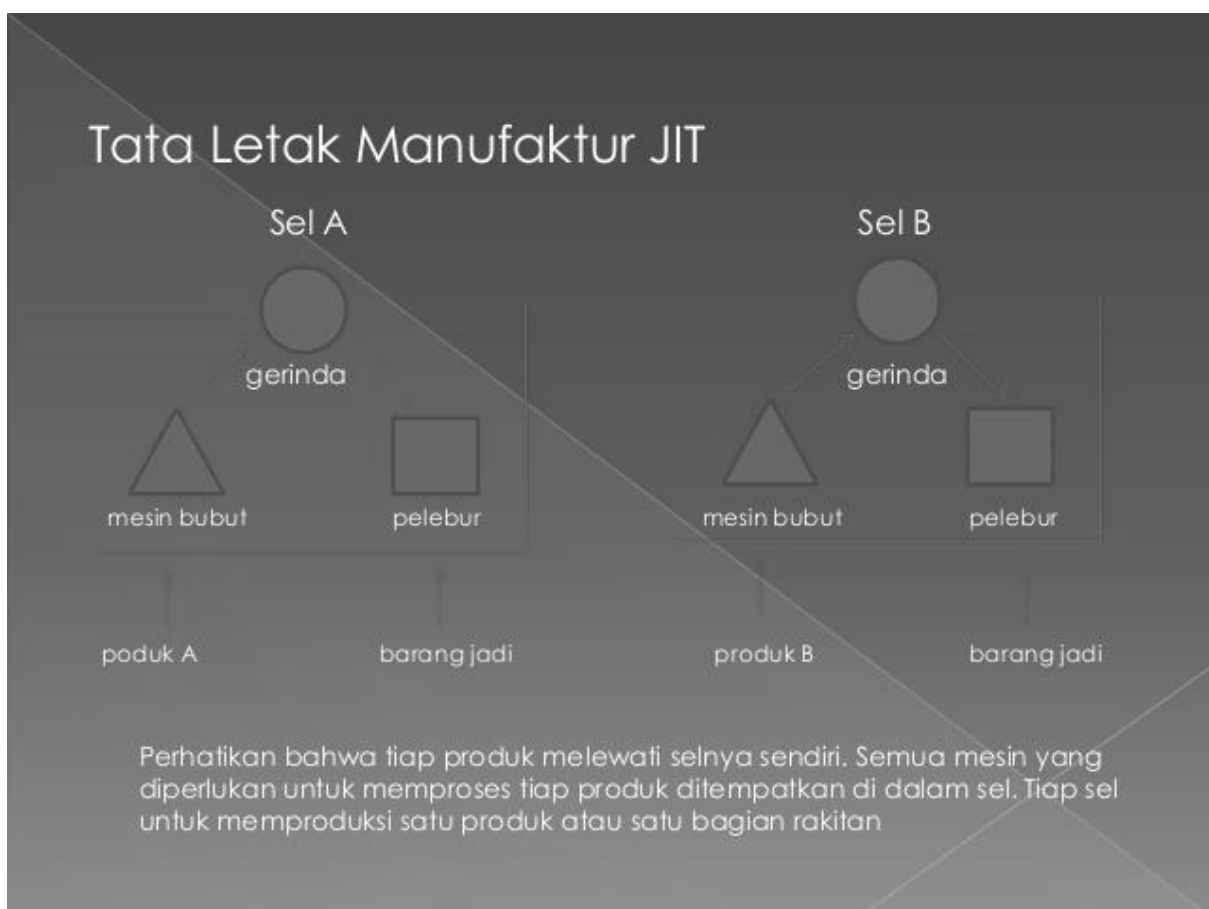 Tata Letak Manufaktur JIT
Sel A
Sel B
gerinda
gerinda
mesin bubut
pelebur
mesin bubut
pelebur
poduk A
barang jadi
produk B
barang jadi
Perhatikan bahwa tiap produk melewati selnya sendiri. Semua mesin yang
diperlukan untuk memproses tiap produk ditempatkan di dalam sel. Tiap sel
untuk memproduksi satu produk atau satu bagian rakitan